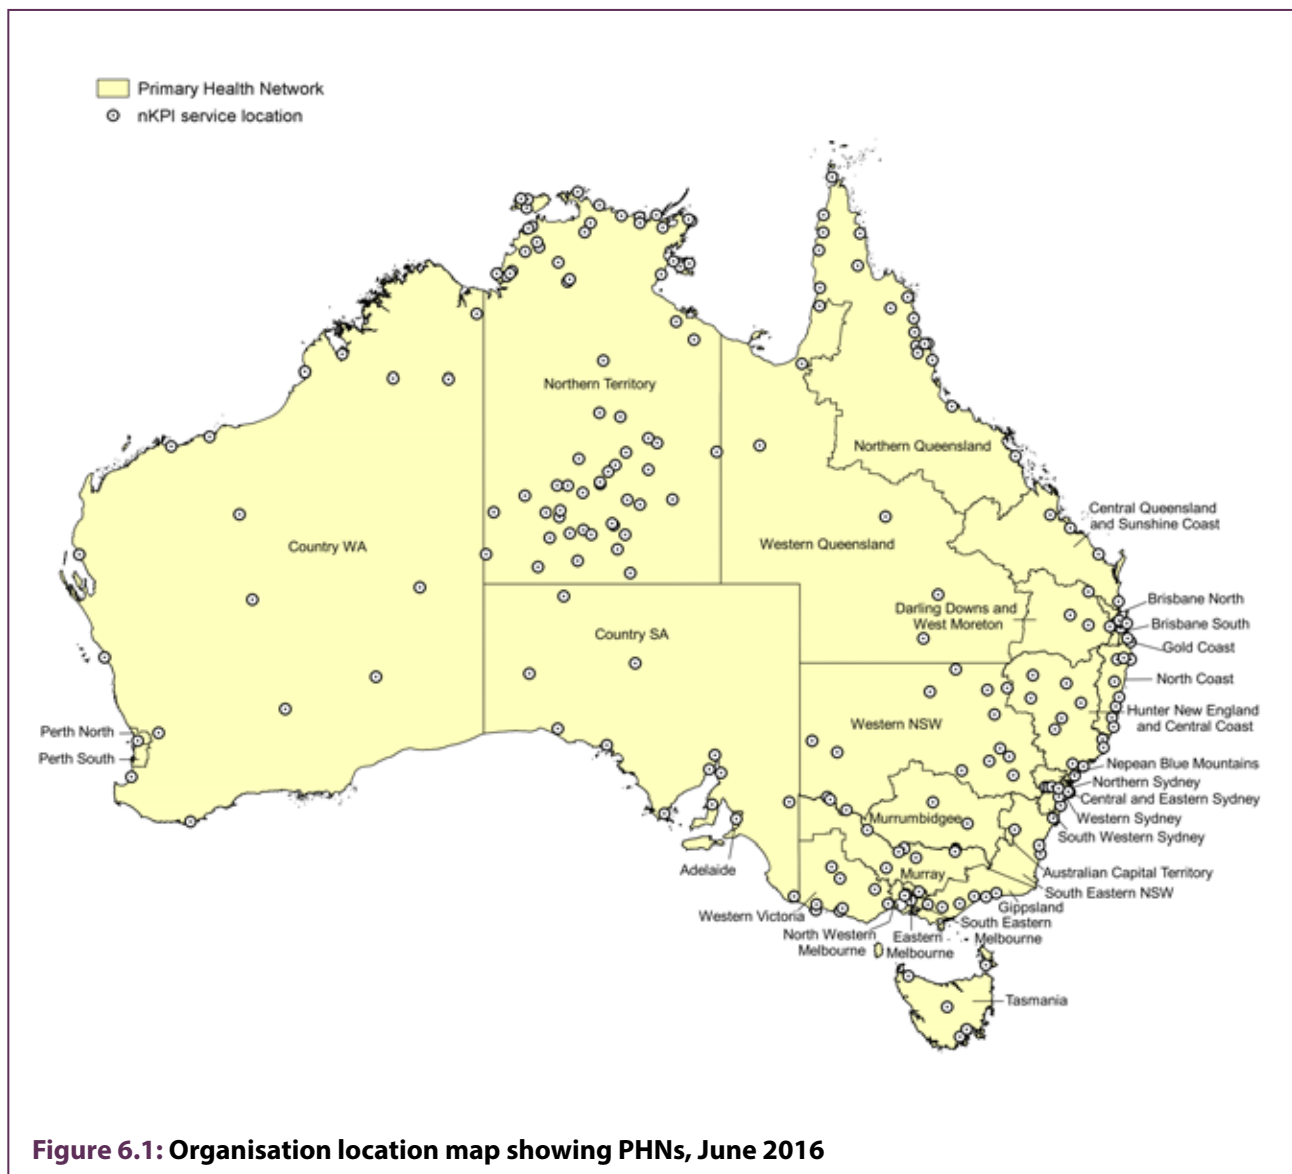 Primary Health Network
nKPI service location
Northern Territory
Northern Queensland
Central Queensland
and Sunshine Coast
Country WA
Western Queensland
Darling Downs and
West Moreton
Brisbane North
Brisbane South
Gold Coast
Country SA
North Coast
Western NSW
Hunter New England
and Central Coast
Perth North
Perth South
Nepean Blue Mountains
Northern Sydney
Central and Eastern Sydney
Western Sydney
South Western Sydney
Murrumbidgee
Adelaide
Murray
Australian Capital Territory
South Eastern NSW
Gippsland
Western Victoria
North Western
Melbourne
Eastern
Melbourne
South Eastern
Melbourne
Tasmania
Figure 6.1: Organisation location map showing PHNs, June 2016